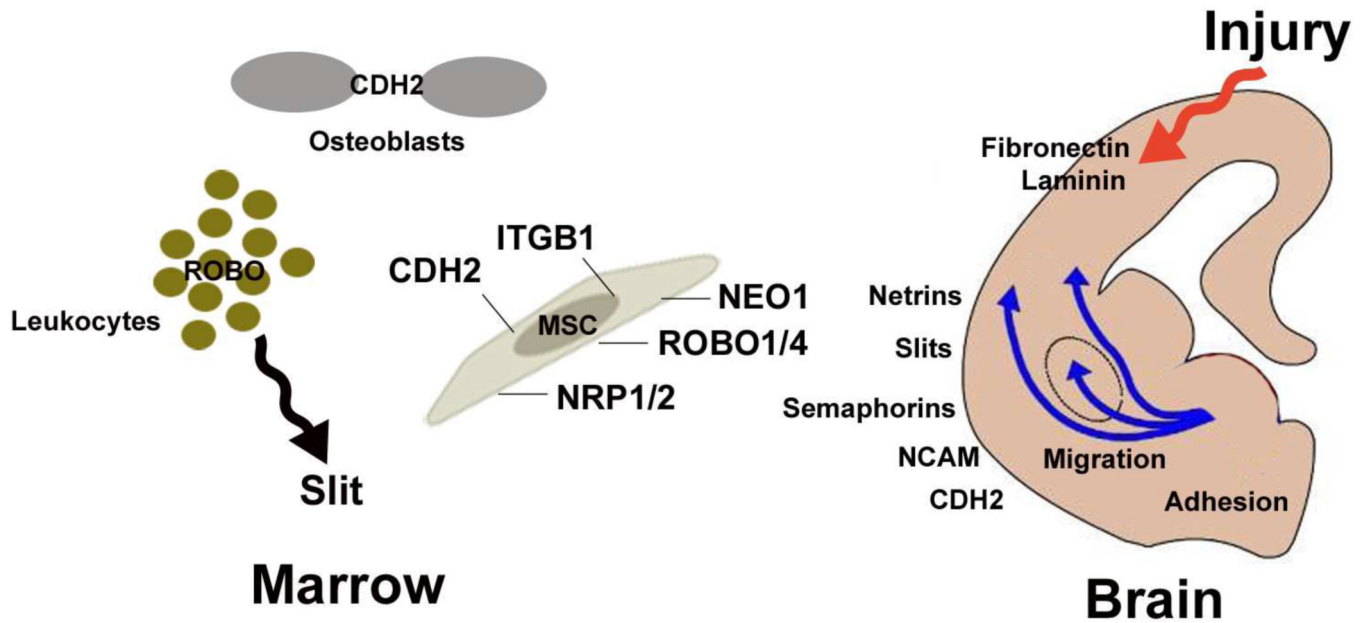 Injury
CDH2
Osteoblasts
Fibronectin
Laminin
ROBO
Leukocytes
ITGB1
CDH2
MSC
NEO1
ROBO1/4
NRP1/2
Slit
Netrins
Slits
Semaphorins
NCAM
CDH2
Migration
Adhesion
Marrow
Brain